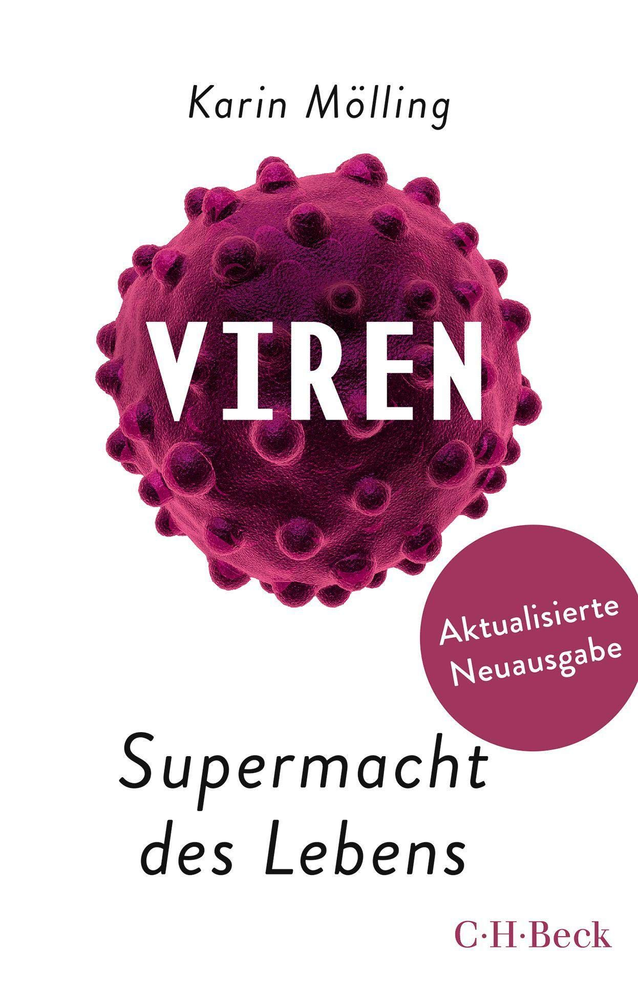 Karin Mölling
VIREN
Aktualisierte
Neuausgabe
Supermacht
des Lebens
C·H·Beck